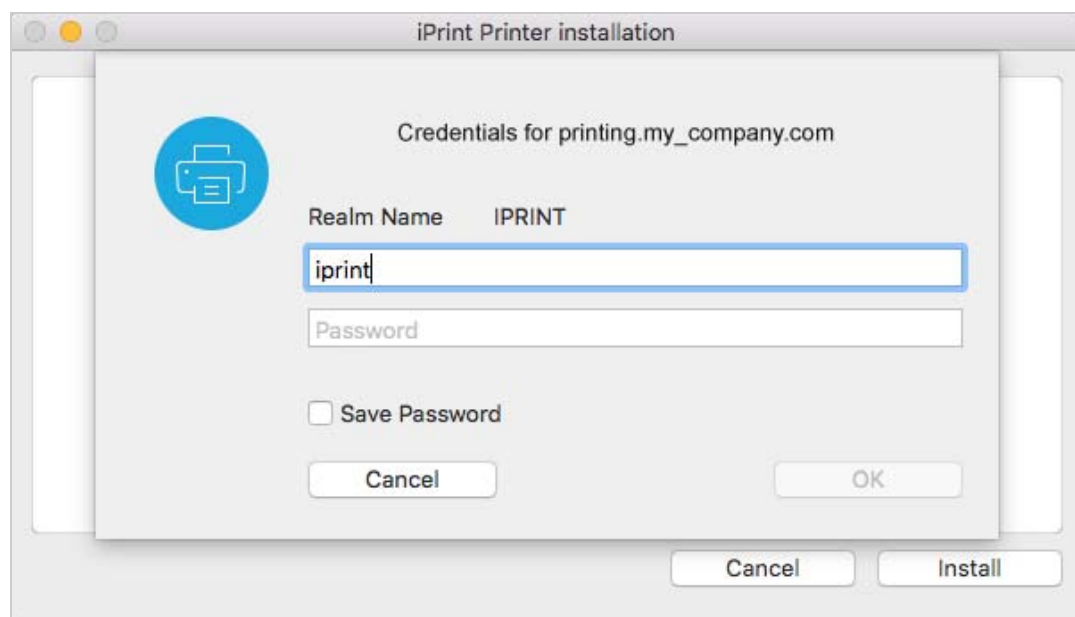 iPrint Printer installation
Credentials for printing.my_company.com
Realm Name IPRINT
iprint
Password
Save Password
Cancel OK
Cancel Install